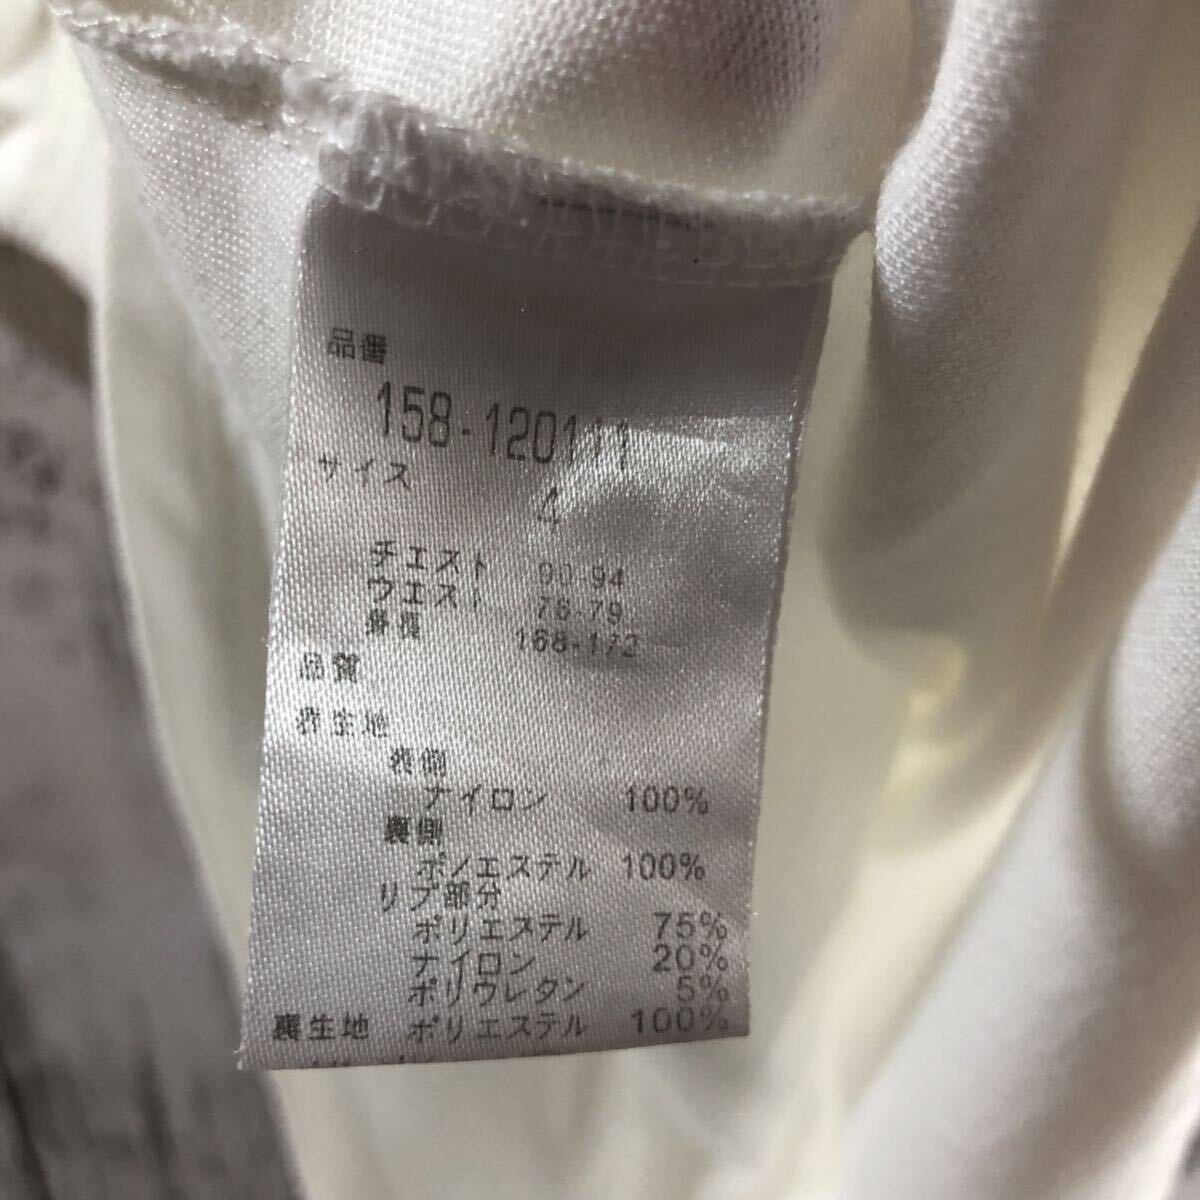 品番
158-120111
サイズ
4
チエスト 90-94
ウエスト 76-79
身長 168-172
品質
表生地
表側
ナイロン 100%
裏側
ポリエステル 100%
リブ部分
ポリエステル 75%
ナイロン 20%
ポリウレタン 5%
裏生地 ポリエステル 100%